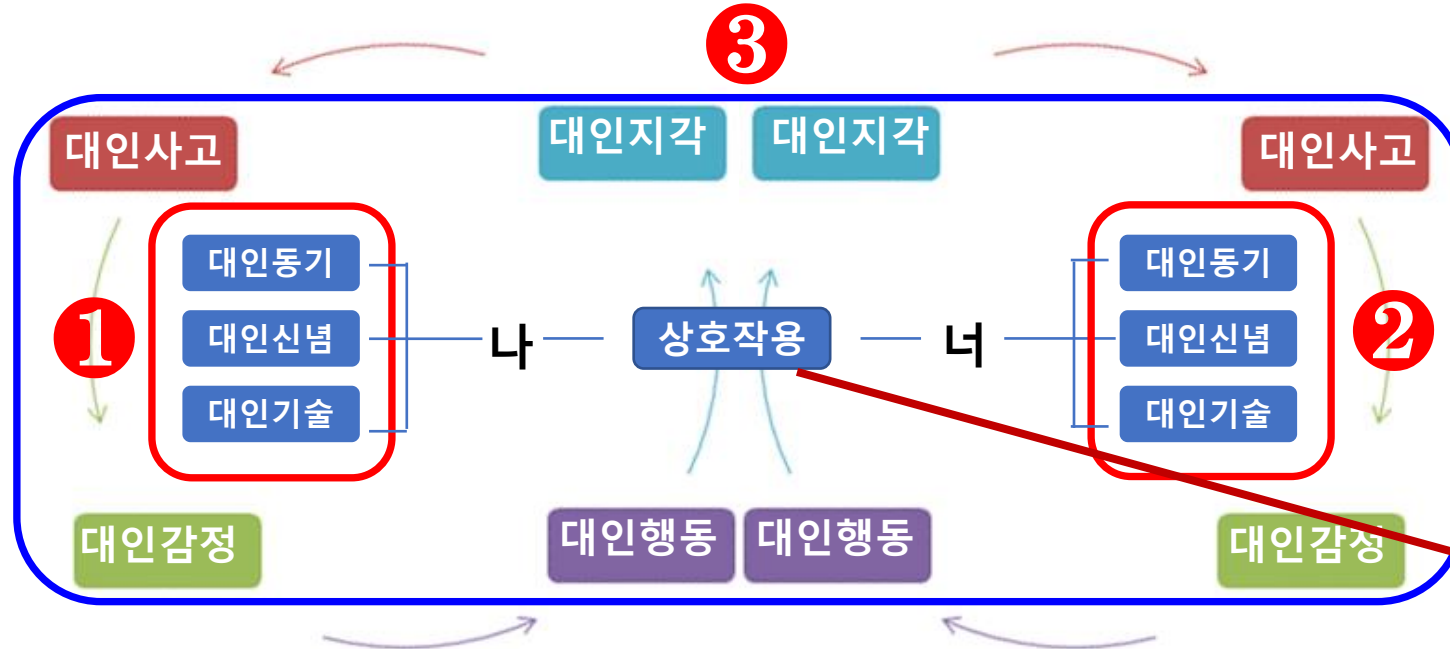 ❸
대인사고
대인지각
대인지각
대인사고
대인동기
대인신념
대인기술
❶
나
상호작용
너
대인동기
대인신념
대인기술
❷
대인감정
대인행동
대인행동
대인감정